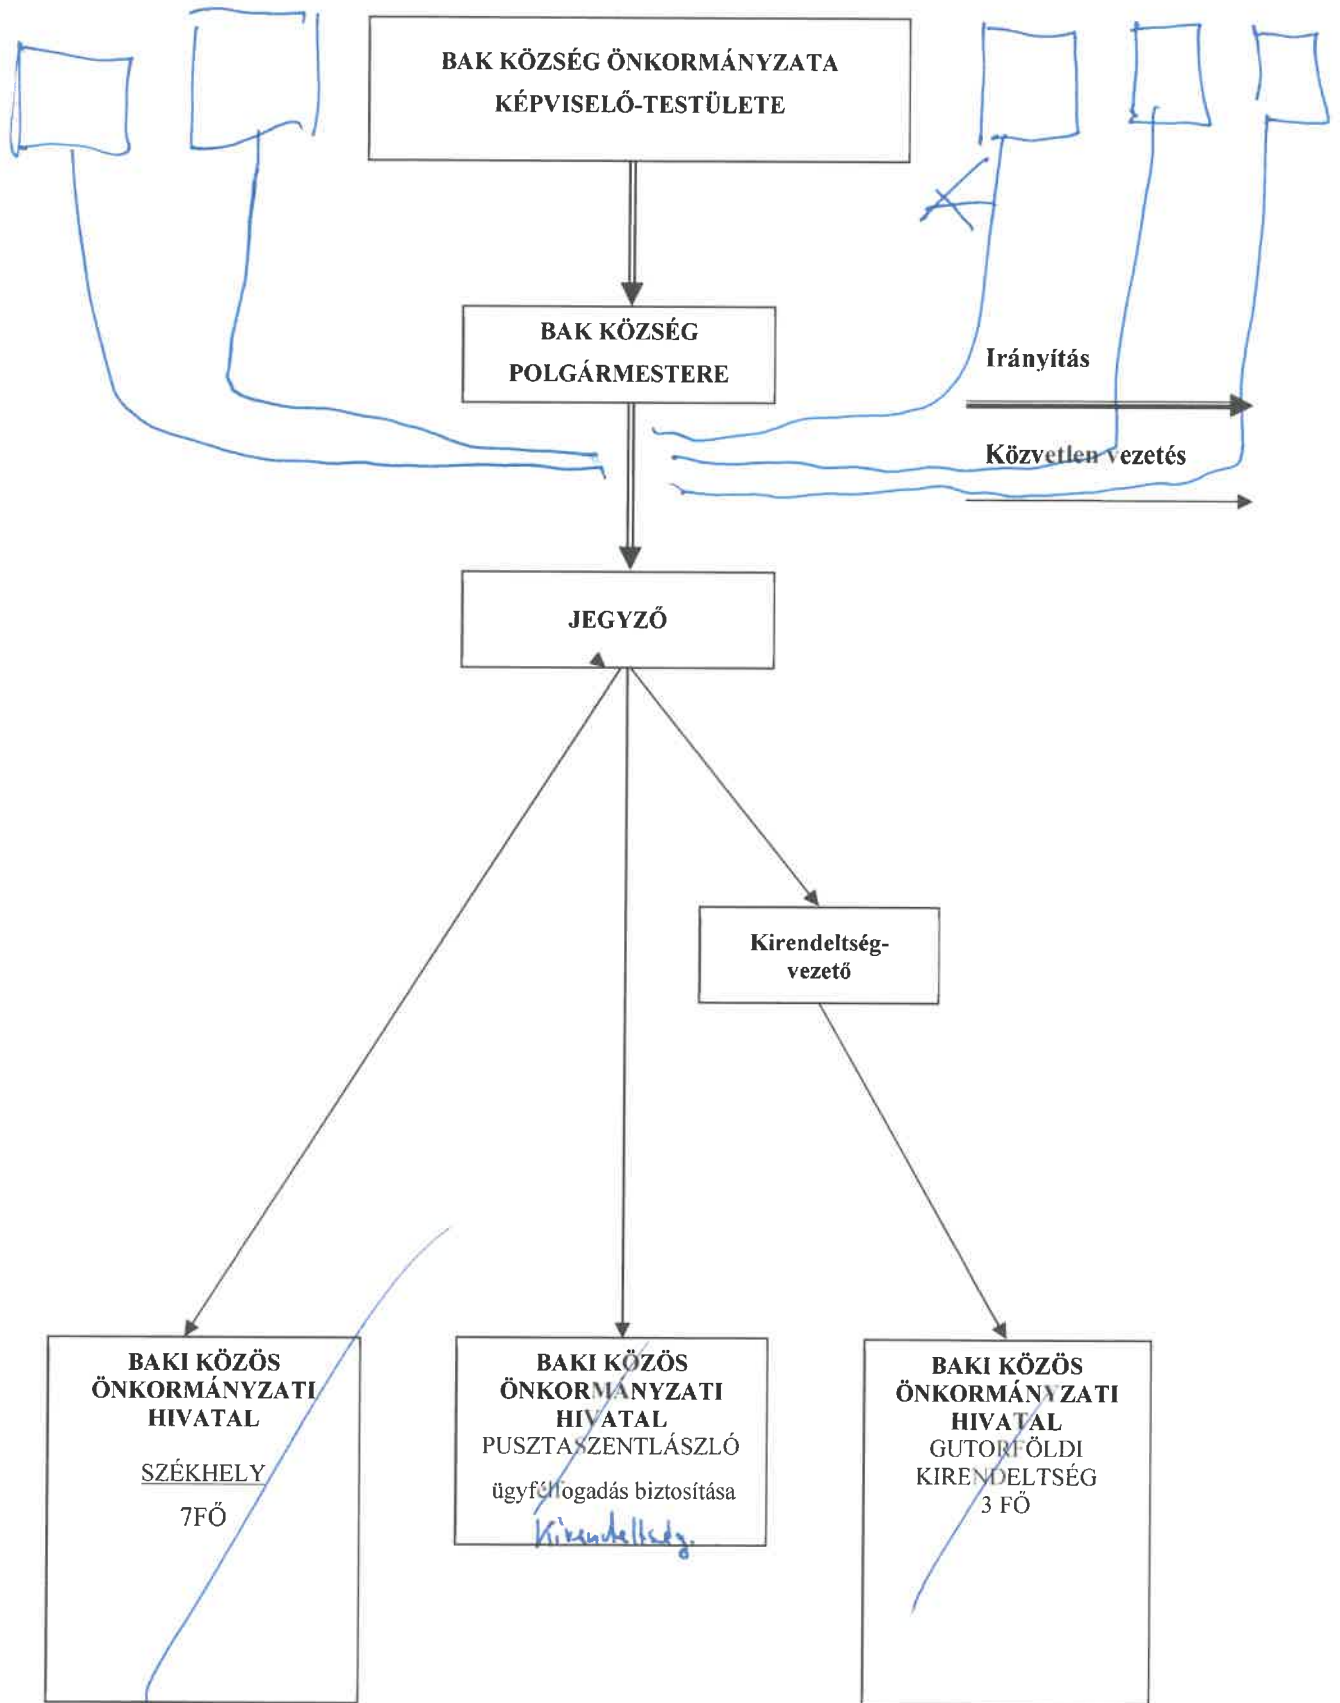 BAK KÖZSÉG ÖNKORMÁNYZATA
KÉPVISELŐ-TESTÜLETE
BAK KÖZSÉG
POLGÁRMESTERE
Irányítás
Közvetlen vezetés
JEGYZŐ
Kirendeltség-
vezető
BAKI KÖZÖS
ÖNKORMÁNYZATI
HIVATAL
SZÉKHELY
7FŐ
BAKI KÖZÖS
ÖNKORMÁNYZATI
HIVATAL
PUSZTASZENTLÁSZLÓ
ügyfélfogadás biztosítása
Kirendeltség.
BAKI KÖZÖS
ÖNKORMÁNYZATI
HIVATAL
GUTORFÖLDI
KIRENDELTSÉG
3 FŐ